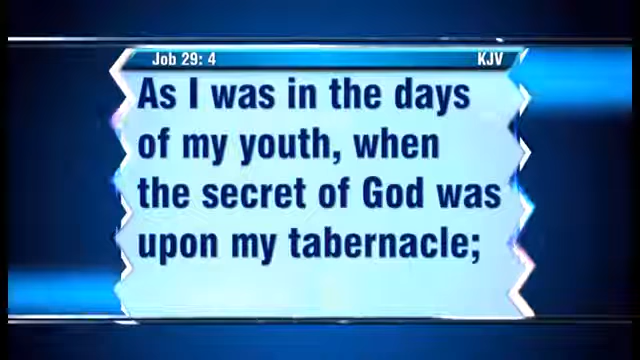 Job 29: 4 KJV
As I was in the days
of my youth, when
the secret of God was
upon my tabernacle;